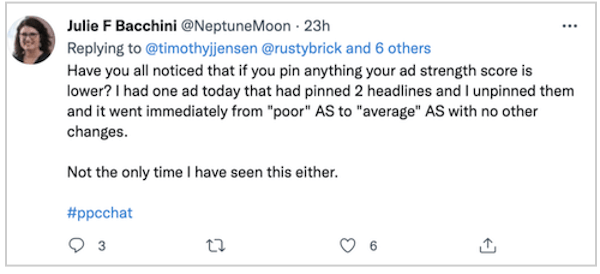 Julie F Bacchini @NeptuneMoon · 23h
Replying to @timothyjjensen @rustybrick and 6 others
Have you all noticed that if you pin anything your ad strength score is
lower? I had one ad today that had pinned 2 headlines and I unpinned them
and it went immediately from "poor" AS to "average" AS with no other
changes.
Not the only time I have seen this either.
#ppcchat
3 6